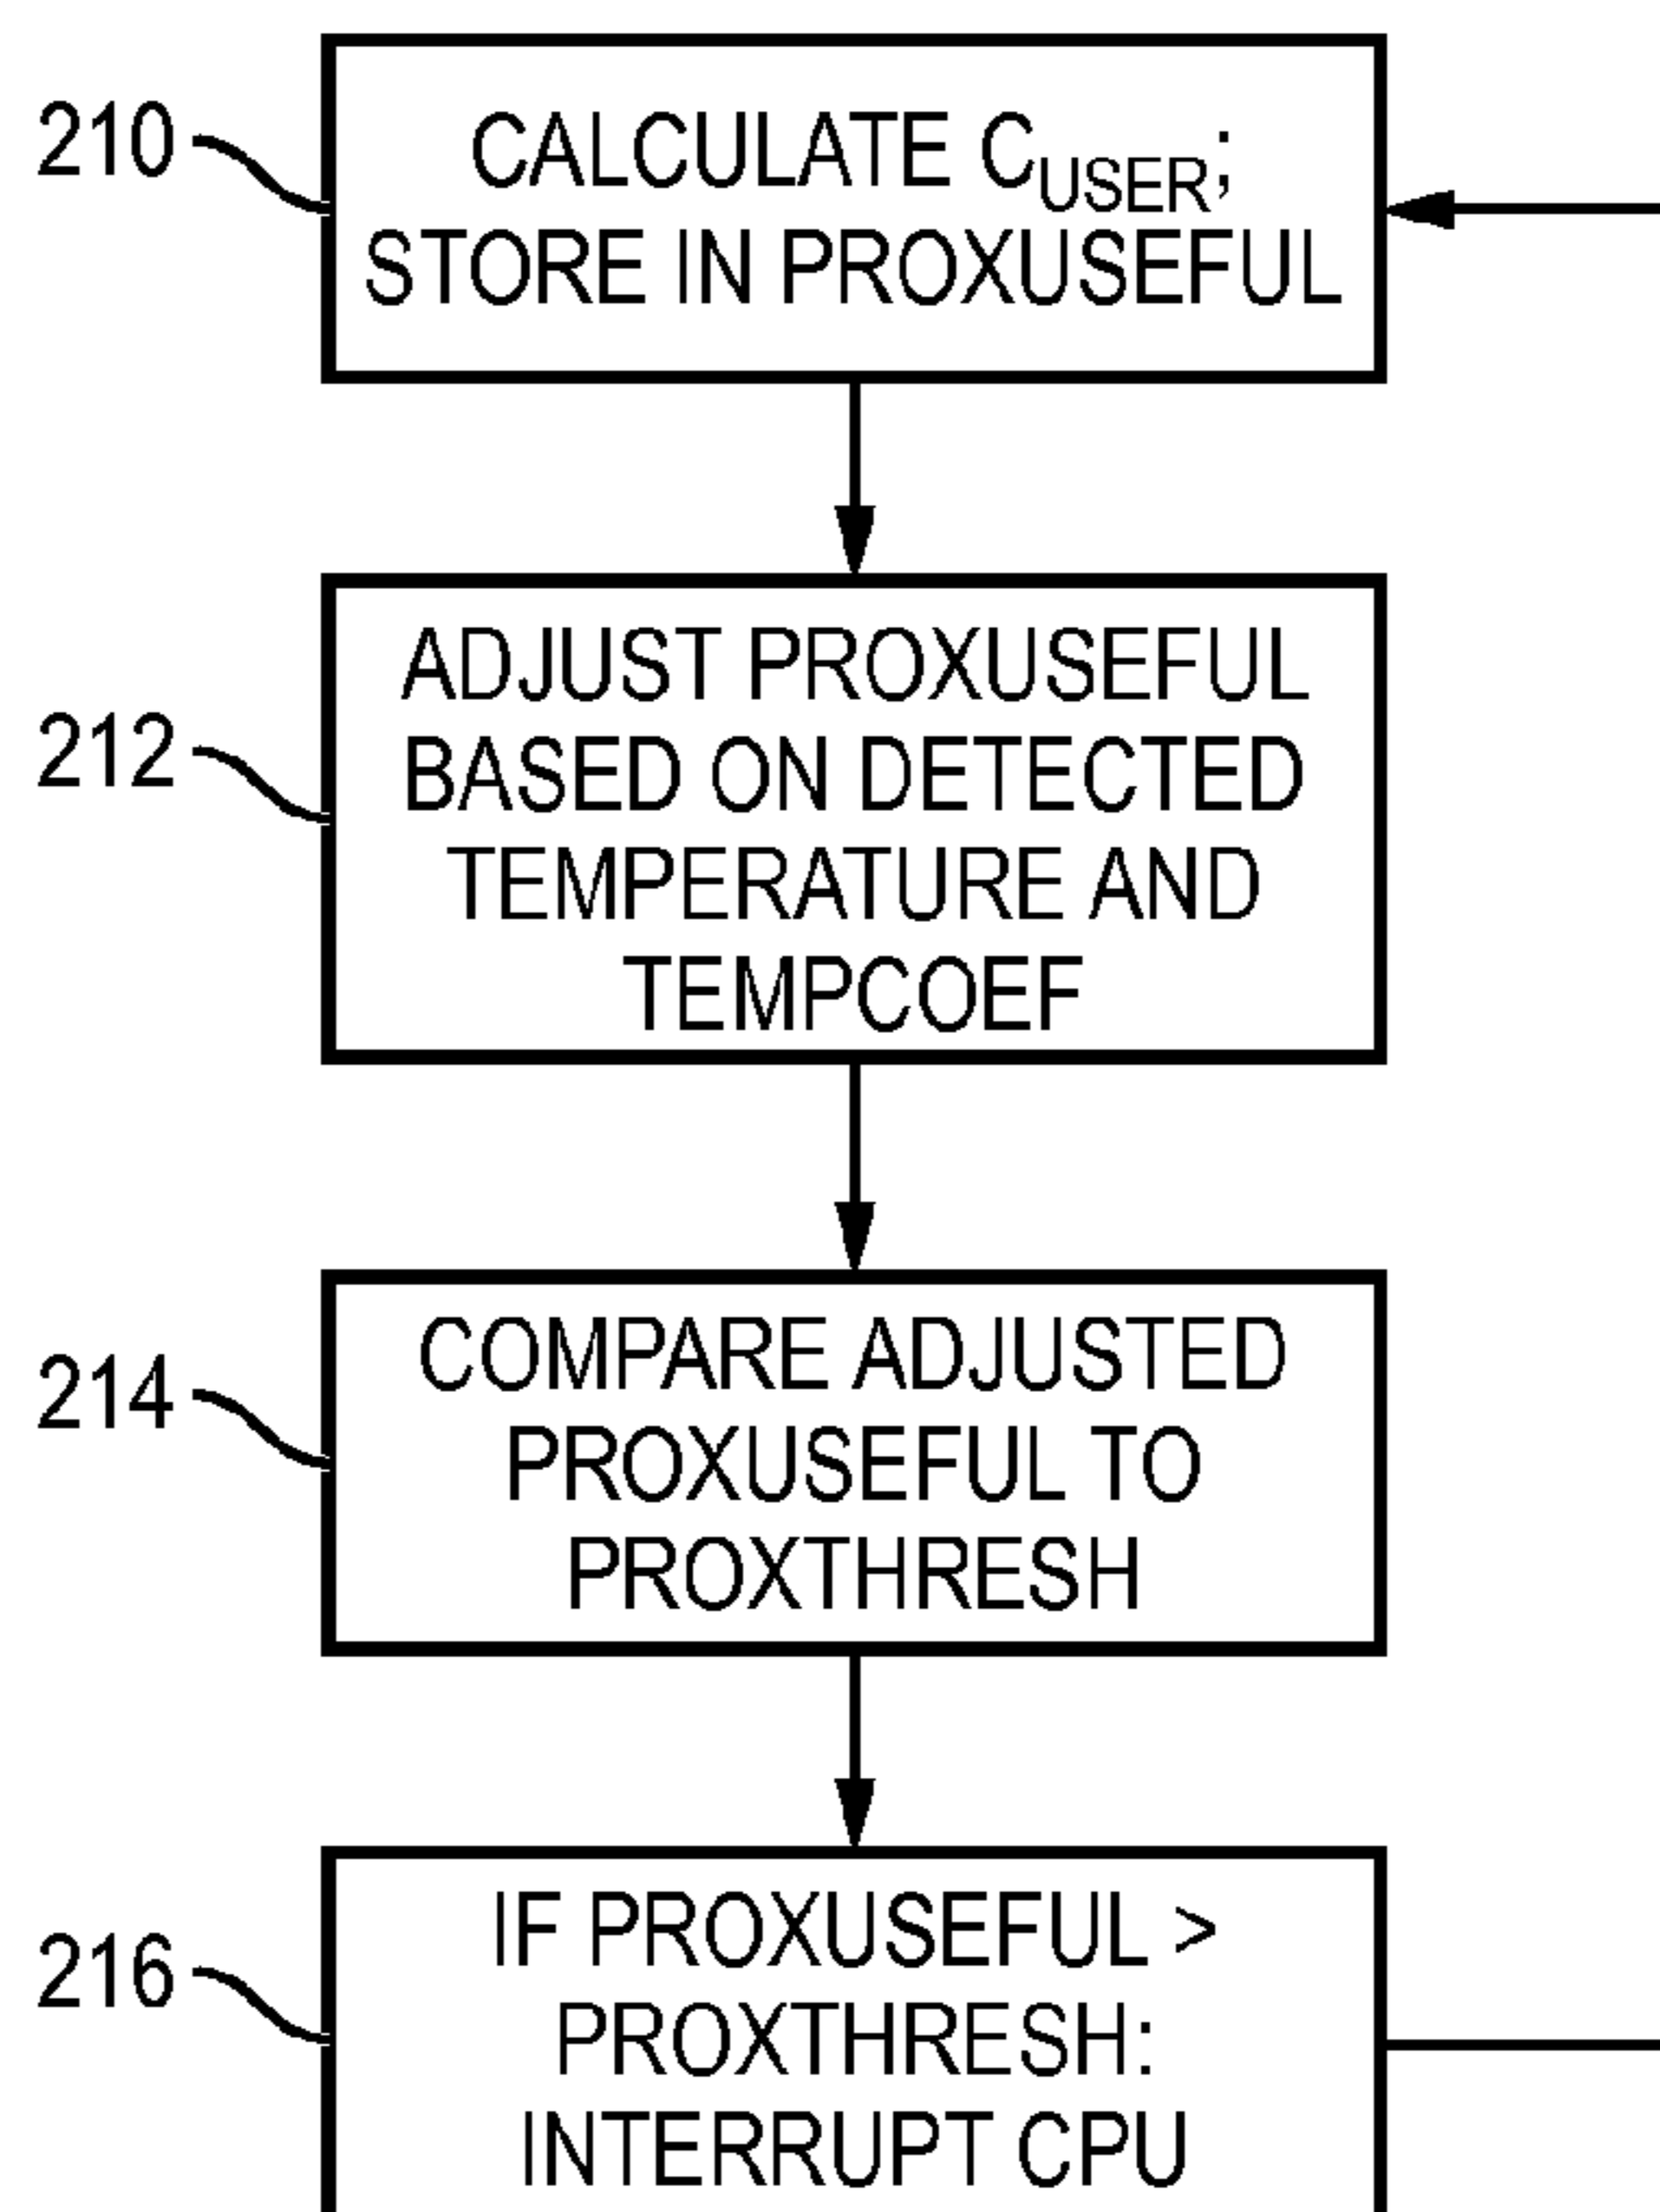 210
CALCULATE C_USER;
STORE IN PROXUSEFUL
212
ADJUST PROXUSEFUL
BASED ON DETECTED
TEMPERATURE AND
TEMPCOEF
214
COMPARE ADJUSTED
PROXUSEFUL TO
PROXTHRESH
216
IF PROXUSEFUL >
PROXTHRESH:
INTERRUPT CPU